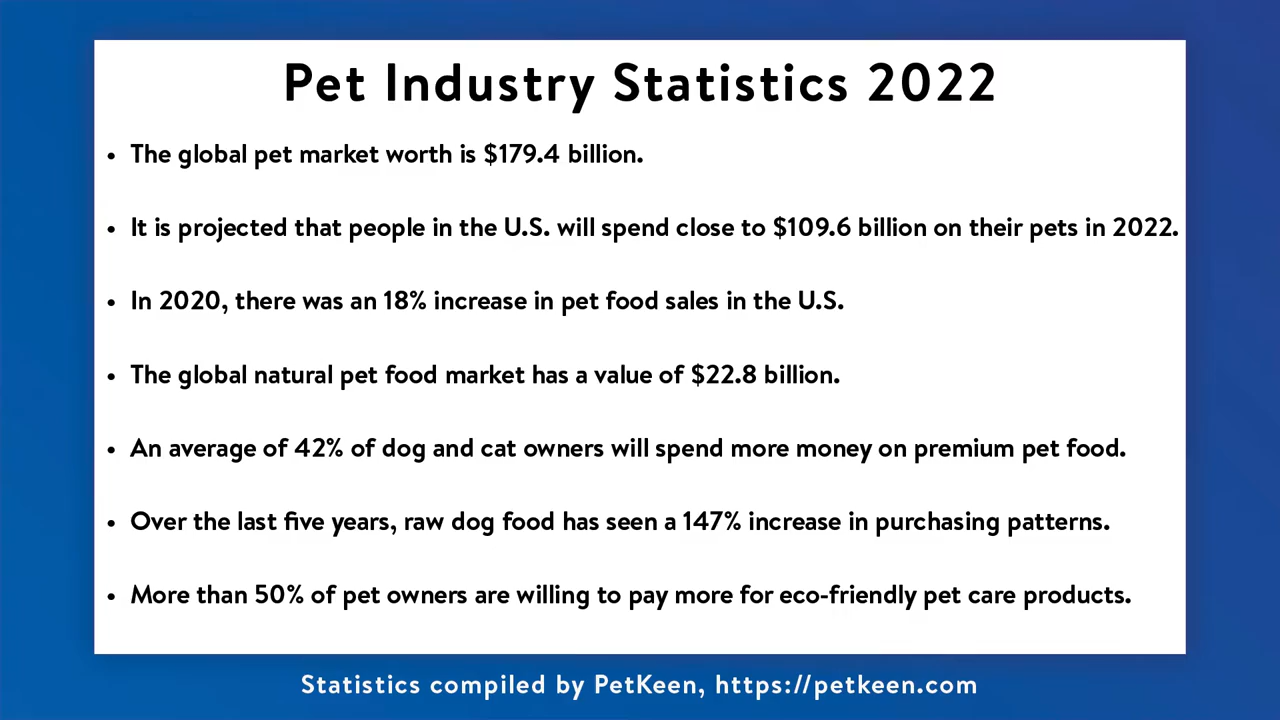 Pet Industry Statistics 2022
• The global pet market worth is $179.4 billion.
• It is projected that people in the U.S. will spend close to $109.6 billion on their pets in 2022.
• In 2020, there was an 18% increase in pet food sales in the U.S.
• The global natural pet food market has a value of $22.8 billion.
• An average of 42% of dog and cat owners will spend more money on premium pet food.
• Over the last five years, raw dog food has seen a 147% increase in purchasing patterns.
• More than 50% of pet owners are willing to pay more for eco-friendly pet care products.
Statistics compiled by PetKeen, https://petkeen.com